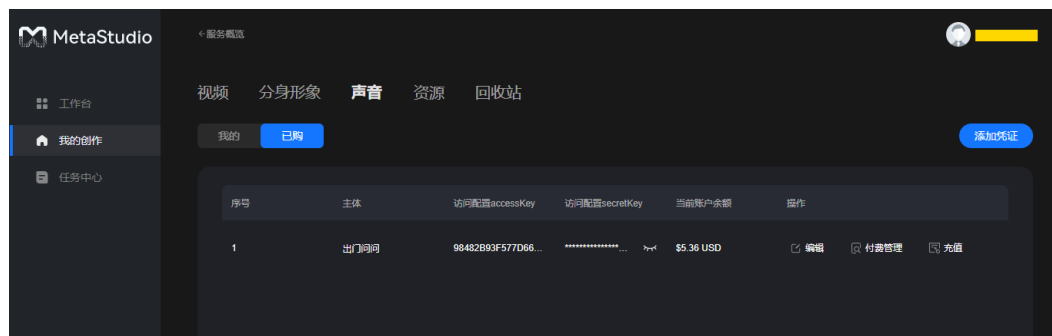 MetaStudio
<服务概览
工作台
我的创作
任务中心
视频 分身形象 声音 资源 回收站
我的 已购 添加凭证
序号 主体 访问配置accessKey 访问配置secretKey 当前账户余额 操作
1 出门问问 98482B93F577D66... ***************... $5.36 USD 编辑 付费管理 充值